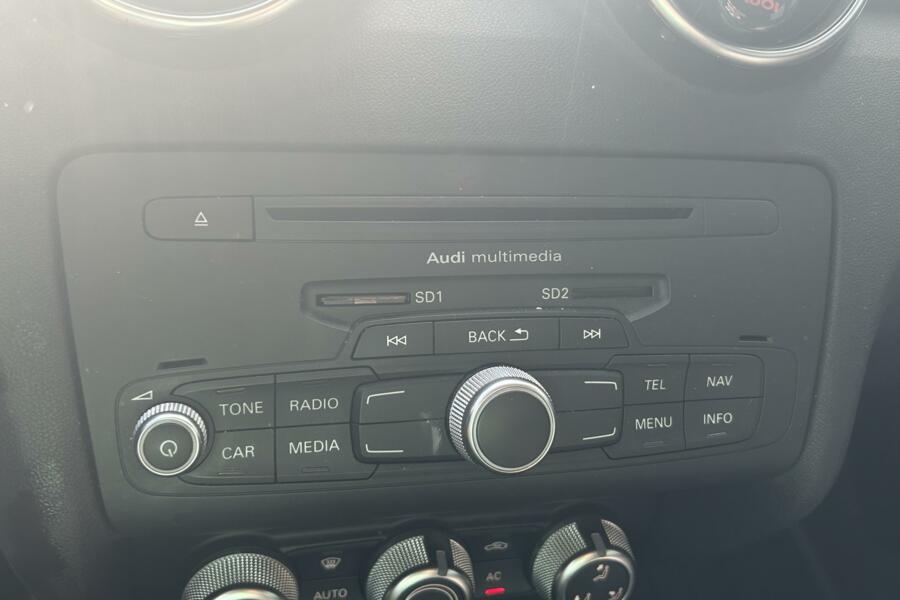 Audi multimedia
SD1 SD2
BACK
TONE RADIO TEL NAV
CAR MEDIA MENU INFO
AUTO AC